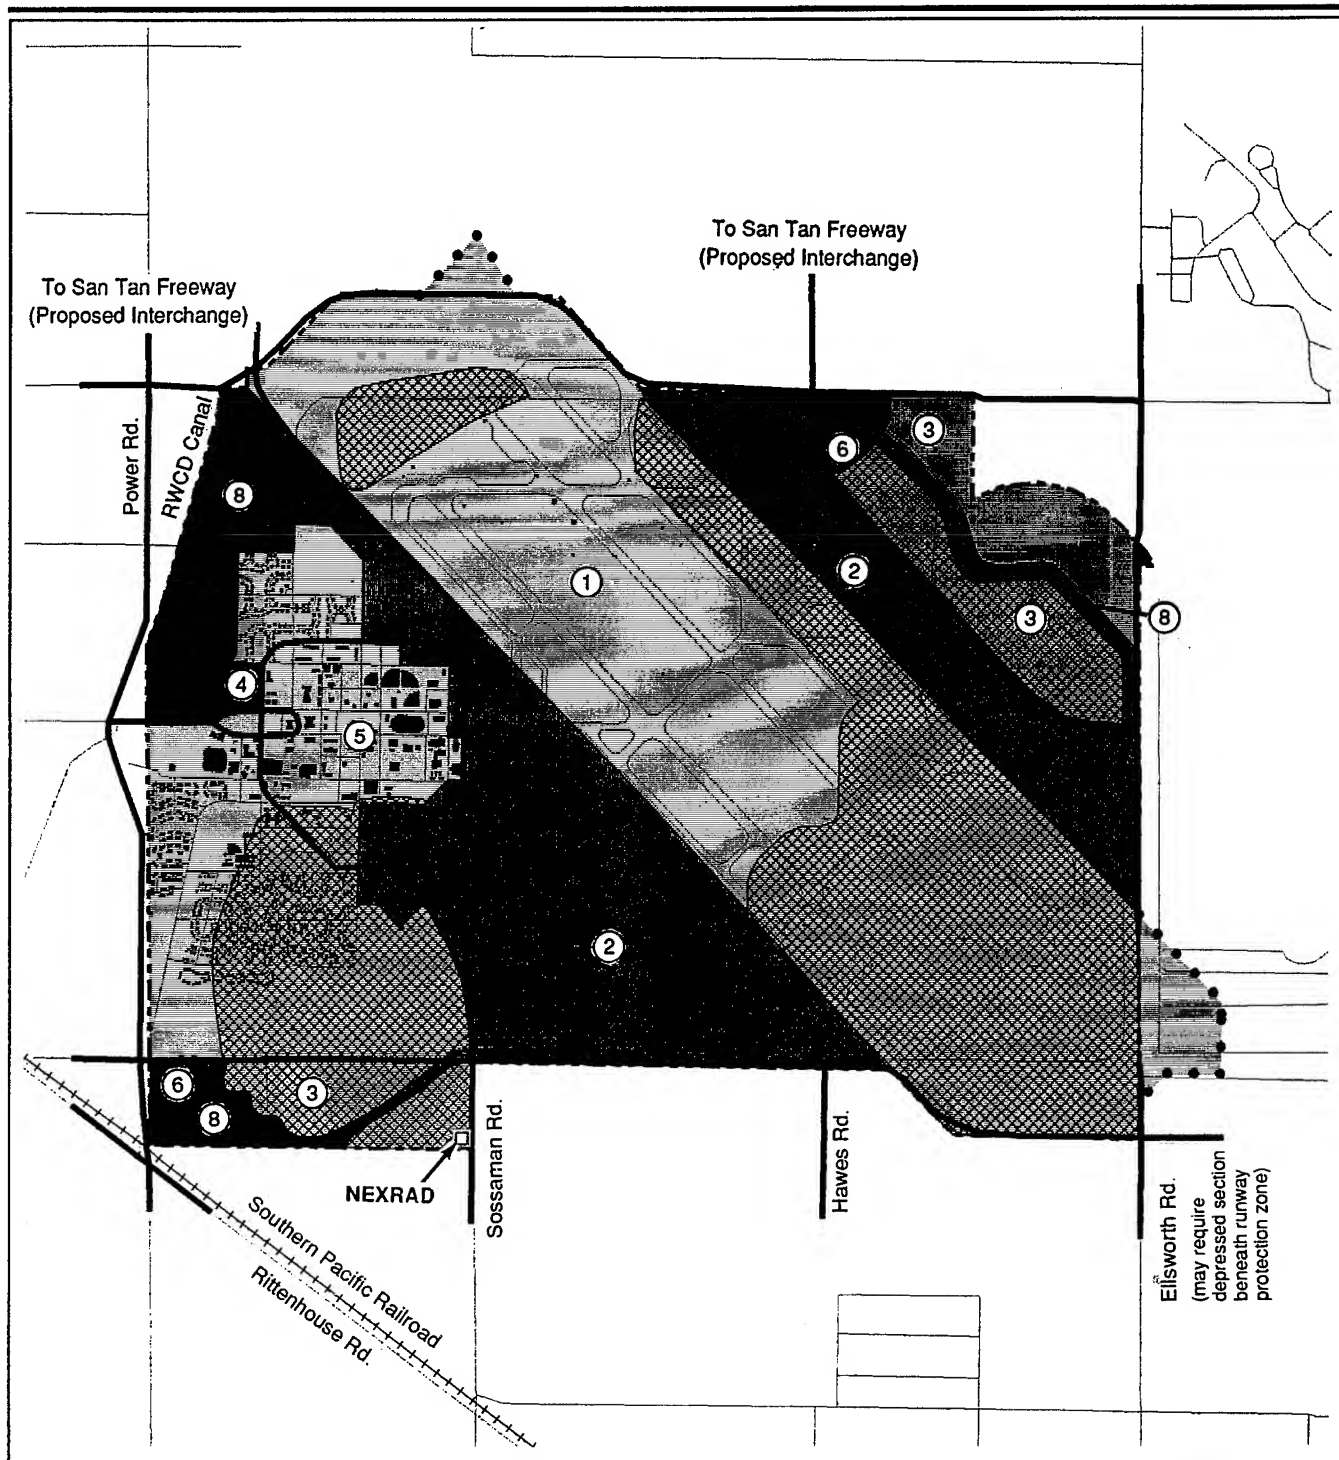 To San Tan Freeway
(Proposed Interchange)
To San Tan Freeway
(Proposed Interchange)
Power Rd.
RWCD Canal
3
6
8
1
2
3
8
4
5
2
6
8
3
NEXRAD
Sossaman Rd.
Hawes Rd.
Ellsworth Rd.
(may require
depressed section
beneath runway
protection zone)
Southern Pacific Railroad
Rittenhouse Rd.